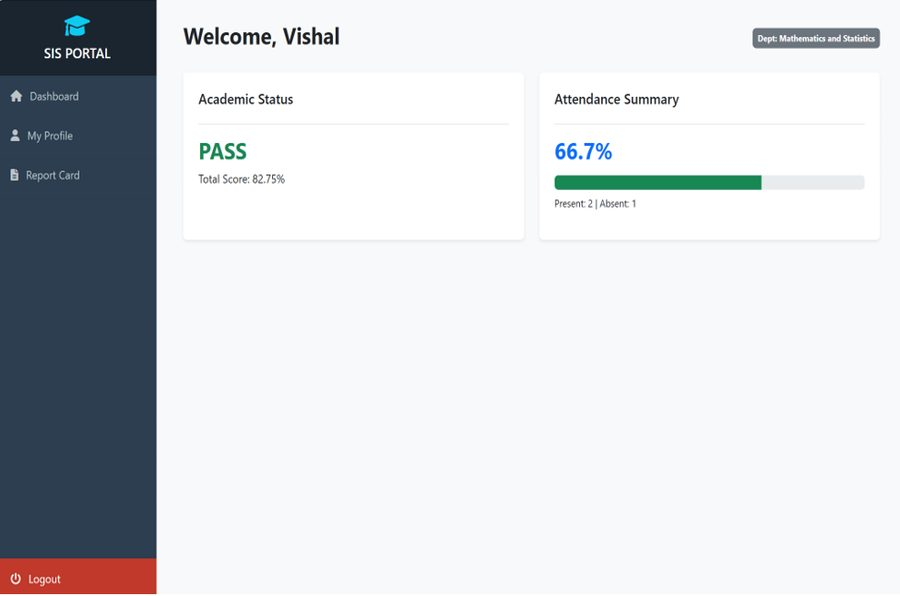 SIS PORTAL
Dashboard
My Profile
Report Card
Logout
Welcome, Vishal
Dept: Mathematics and Statistics
Academic Status
PASS
Total Score: 82.75%
Attendance Summary
66.7%
Present: 2 | Absent: 1